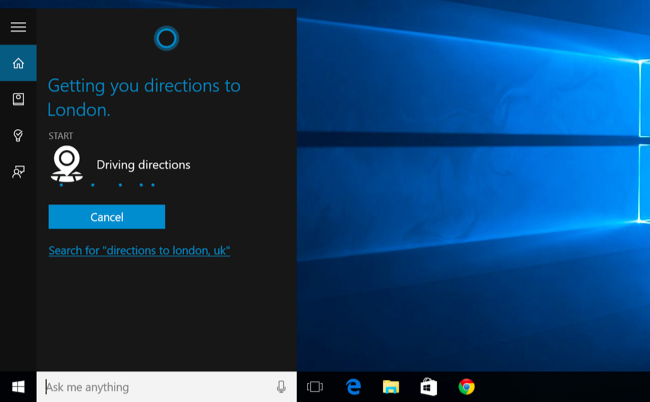 Getting you directions to
London.
START
Driving directions
Cancel
Search for "directions to london, uk"
Ask me anything